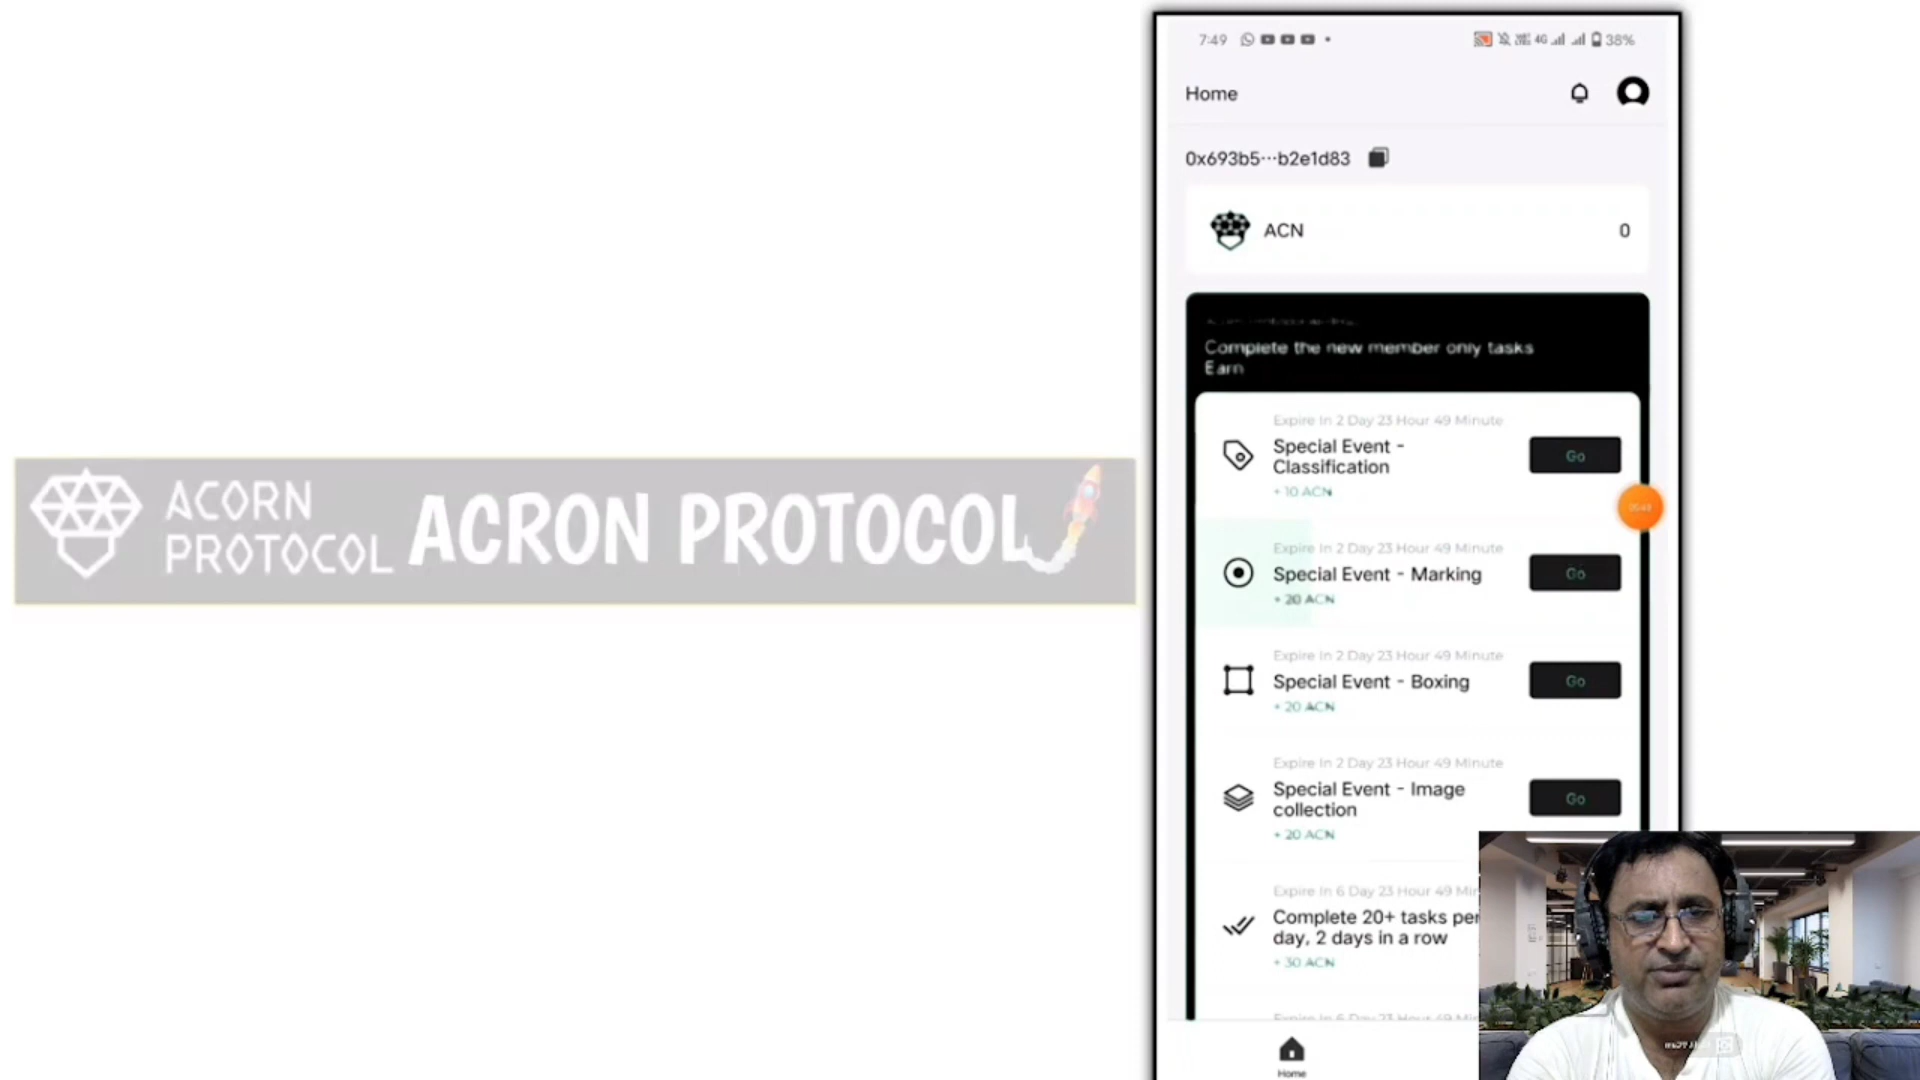 ACORN
PROTOCOL
ACRON PROTOCOL
7:49
4G
38%
Home
0x693b5···b2e1d83
ACN
0
Complete the new member only tasks
Earn
Expire In 2 Day 23 Hour 49 Minute
Special Event -
Classification
+ 10 ACN
Go
Expire In 2 Day 23 Hour 49 Minute
Special Event - Marking
+ 20 ACN
Go
Expire In 2 Day 23 Hour 49 Minute
Special Event - Boxing
+ 20 ACN
Go
Expire In 2 Day 23 Hour 49 Minute
Special Event - Image
collection
+ 20 ACN
Go
Expire In 6 Day 23 Hour 49
Complete 20+ tasks per
day, 2 days in a row
+ 30 ACN
Home